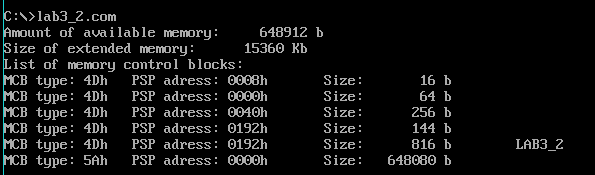 C:\>lab3_2.com
Amount of available memory: 648912 b
Size of extended memory: 15360 Kb
List of memory control blocks:
MCB type: 4Dh PSP adress: 0008h Size: 16 b
MCB type: 4Dh PSP adress: 0000h Size: 64 b
MCB type: 4Dh PSP adress: 0040h Size: 256 b
MCB type: 4Dh PSP adress: 0192h Size: 144 b
MCB type: 4Dh PSP adress: 0192h Size: 816 b LAB3_2
MCB type: 5Ah PSP adress: 0000h Size: 648080 b